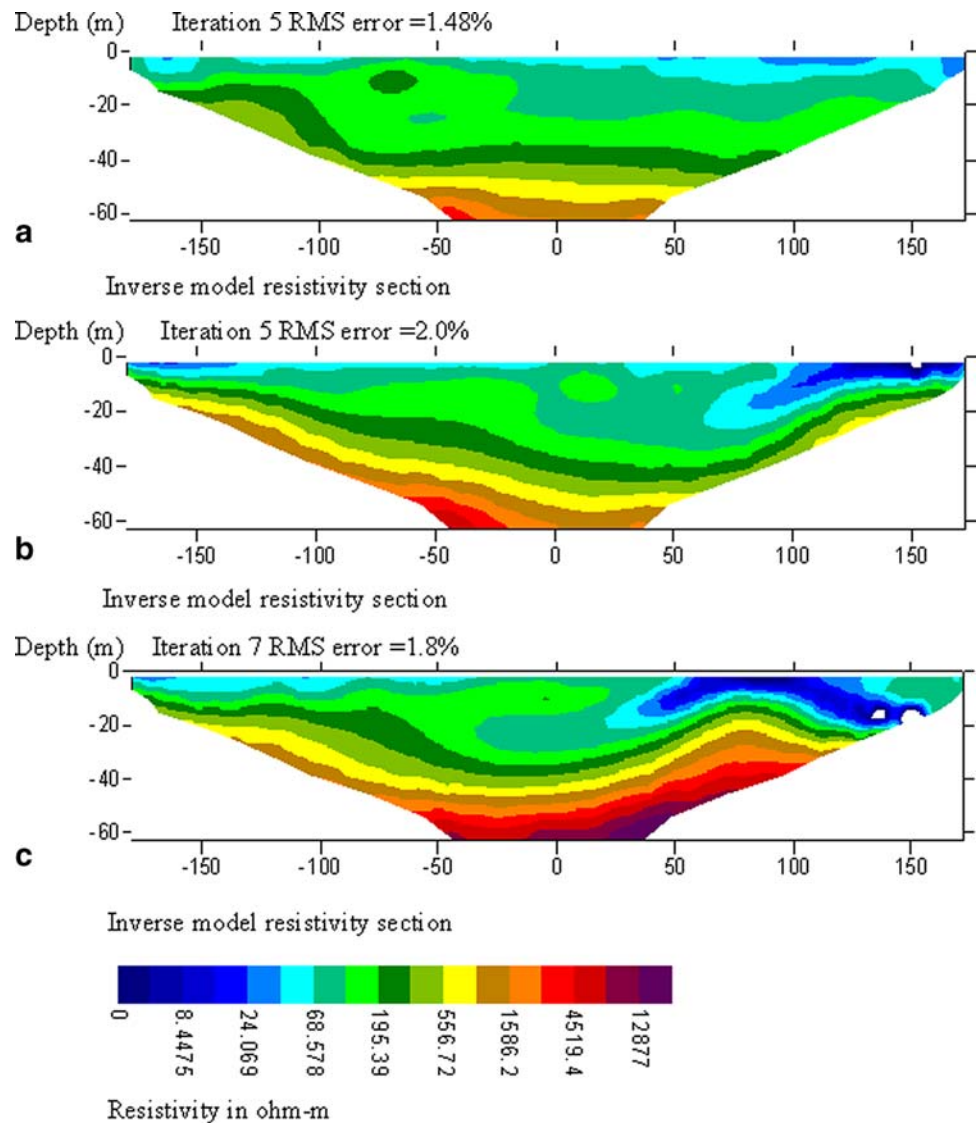 Depth (m) Iteration 5 RMS error =1.48%
0
-20
-40
-60
a
-150 -100 -50 0 50 100 150
Inverse model resistivity section
Depth (m) Iteration 5 RMS error =2.0%
0
-20
-40
-60
b
-150 -100 -50 0 50 100 150
Inverse model resistivity section
Depth (m) Iteration 7 RMS error =1.8%
0
-20
-40
-60
c
-150 -100 -50 0 50 100 150
Inverse model resistivity section
0 8.4475 24.069 68.578 195.39 556.72 1586.2 4519.4 12877
Resistivity in ohm-m